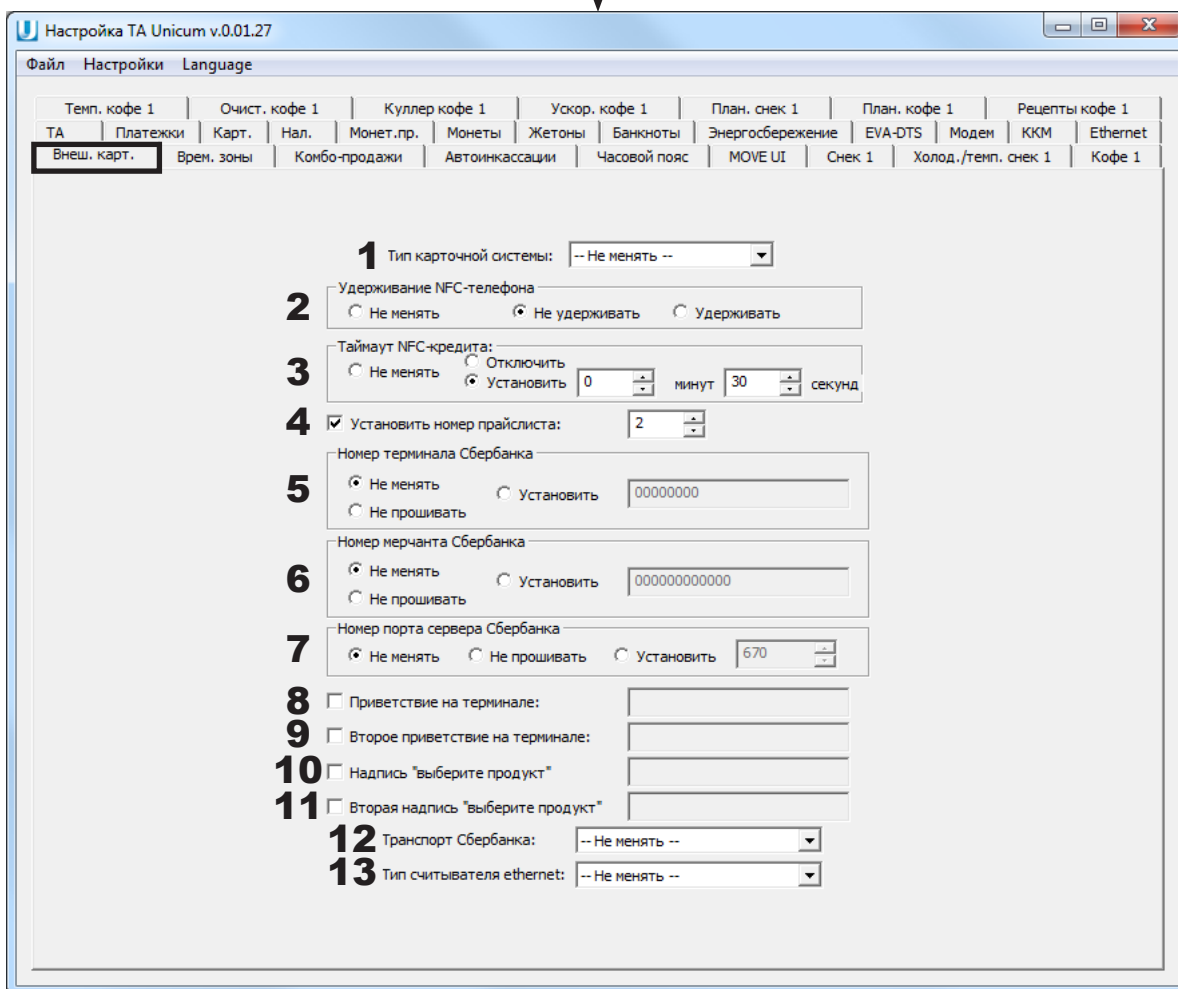 Настройка TA Unicum v.0.01.27
Файл Настройки Language
Темп. кофе 1 Очист. кофе 1 Куллер кофе 1 Ускор. кофе 1 План. снек 1 План. кофе 1 Рецепты кофе 1
ТА Платежки Карт. Нал. Монет.пр. Монеты Жетоны Банкноты Энергосбережение EVA-DTS Модем ККМ Ethernet
Внеш. карт. Врем. зоны Комбо-продажи Автоинкассации Часовой пояс MOVE UI Снек 1 Холод./темп. снек 1 Кофе 1
1 Тип карточной системы: -- Не менять --
Удерживание NFC-телефона
2 Не менять Не удерживать Удерживать
Таймаут NFC-кредита:
Отключить
3 Не менять Установить 0 минут 30 секунд
4 Установить номер прайслиста: 2
Номер терминала Сбербанка
Не менять
5 Установить 00000000
Не прошивать
Номер мерчанта Сбербанка
Не менять
6 Установить 000000000000
Не прошивать
Номер порта сервера Сбербанка
7 Не менять Не прошивать Установить 670
8 Приветствие на терминале:
9 Второе приветствие на терминале:
10 Надпись "выберите продукт"
11 Вторая надпись "выберите продукт"
12 Транспорт Сбербанка: -- Не менять --
13 Тип считывателя ethernet: -- Не менять --